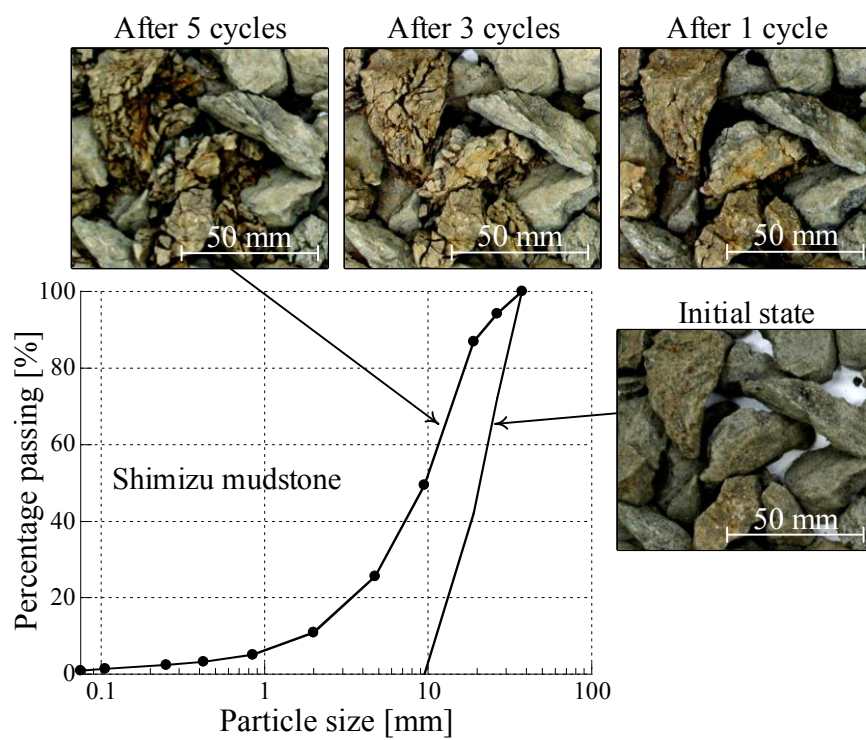 After 5 cycles
After 3 cycles
After 1 cycle
50 mm
50 mm
50 mm
Initial state
50 mm
Percentage passing [%]
100
80
60
40
20
0
Shimizu mudstone
0.1
1
10
100
Particle size [mm]